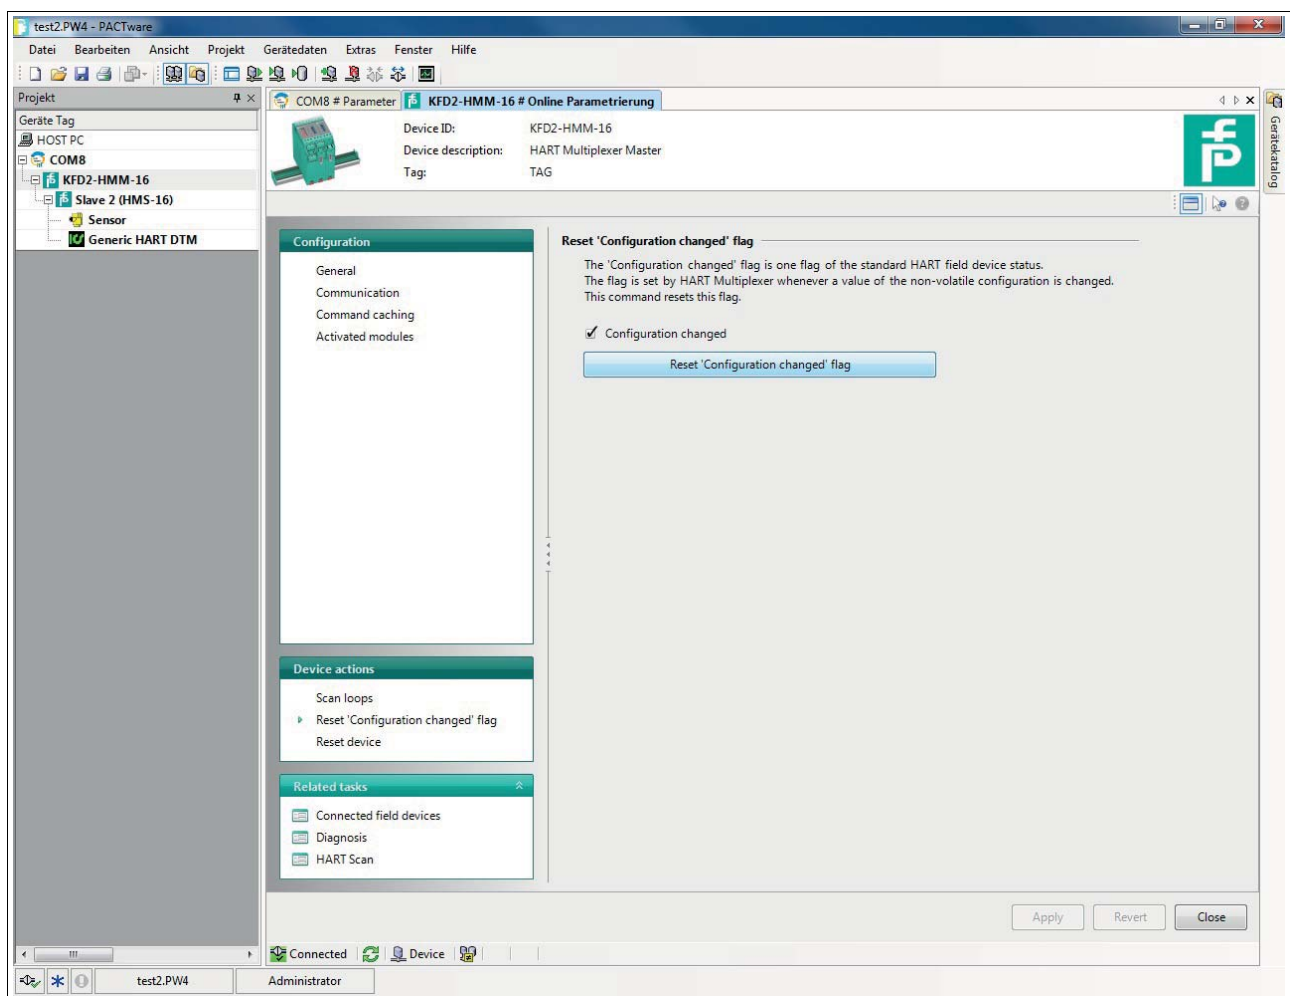 test2.PW4 - PACTware
Datei Bearbeiten Ansicht Projekt Gerätedaten Extras Fenster Hilfe
Projekt
Geräte Tag
HOST PC
COM8
KFD2-HMM-16
Slave 2 (HMS-16)
Sensor
Generic HART DTM
COM8 # Parameter
KFD2-HMM-16 # Online Parametrierung
Device ID: KFD2-HMM-16
Device description: HART Multiplexer Master
Tag: TAG
Gerätekatalog
Configuration
General
Communication
Command caching
Activated modules
Reset 'Configuration changed' flag
The 'Configuration changed' flag is one flag of the standard HART field device status.
The flag is set by HART Multiplexer whenever a value of the non-volatile configuration is changed.
This command resets this flag.
Configuration changed
Reset 'Configuration changed' flag
Device actions
Scan loops
Reset 'Configuration changed' flag
Reset device
Related tasks
Connected field devices
Diagnosis
HART Scan
Apply Revert Close
Connected Device
test2.PW4 Administrator